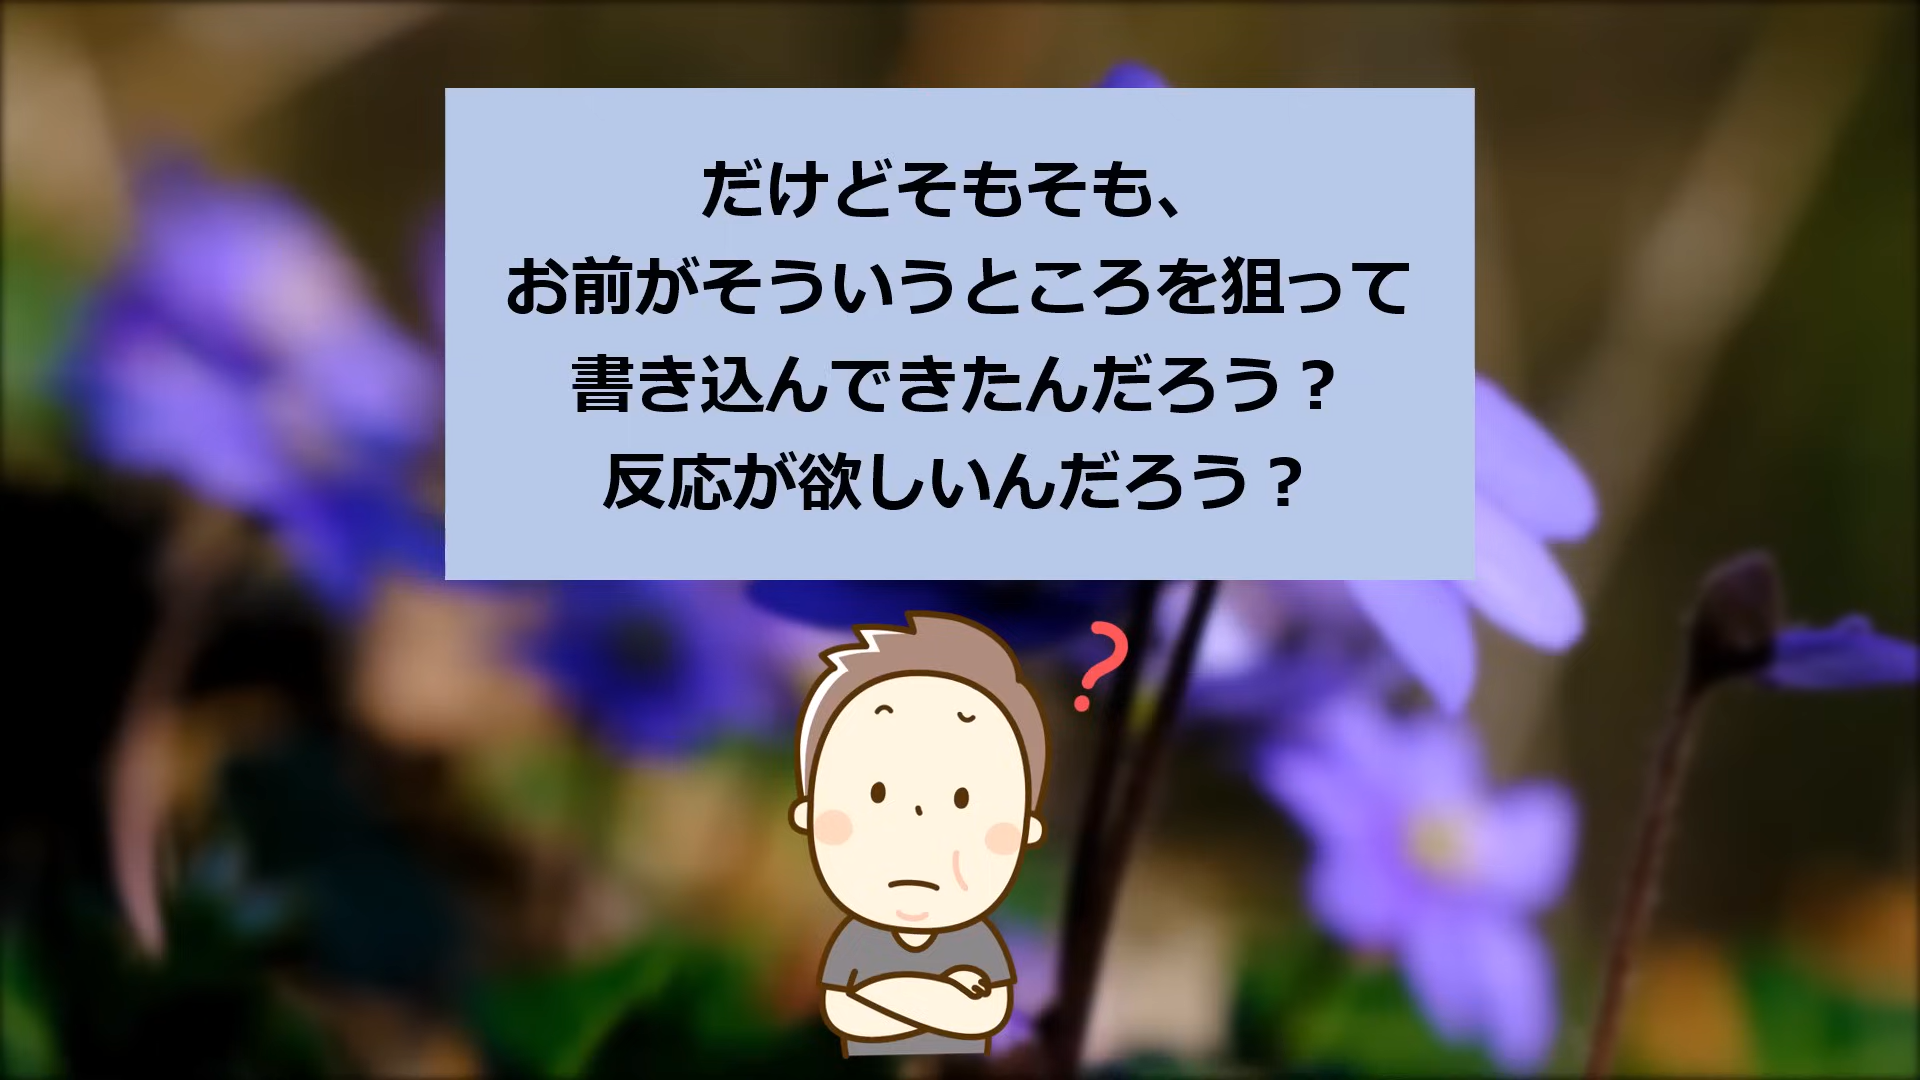 だけどそもそも、
お前がそういうところを狙って
書き込んできたんだろう？
反応が欲しいんだろう？